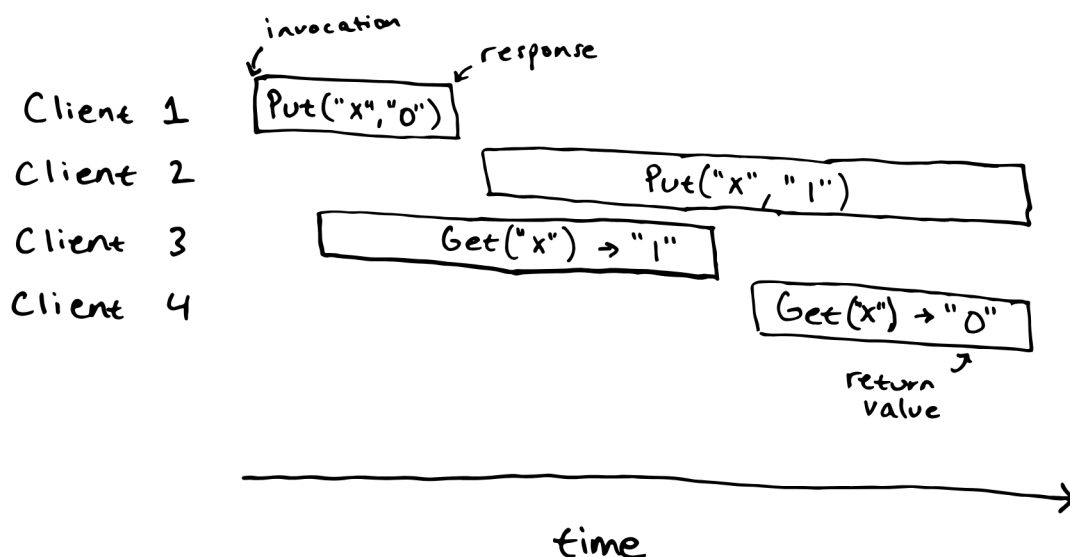 invocation
response
Client 1 Put("x","0")
Client 2 Put("x", "1")
Client 3 Get("x") → "1"
Client 4 Get("x") → "0"
return
value
time